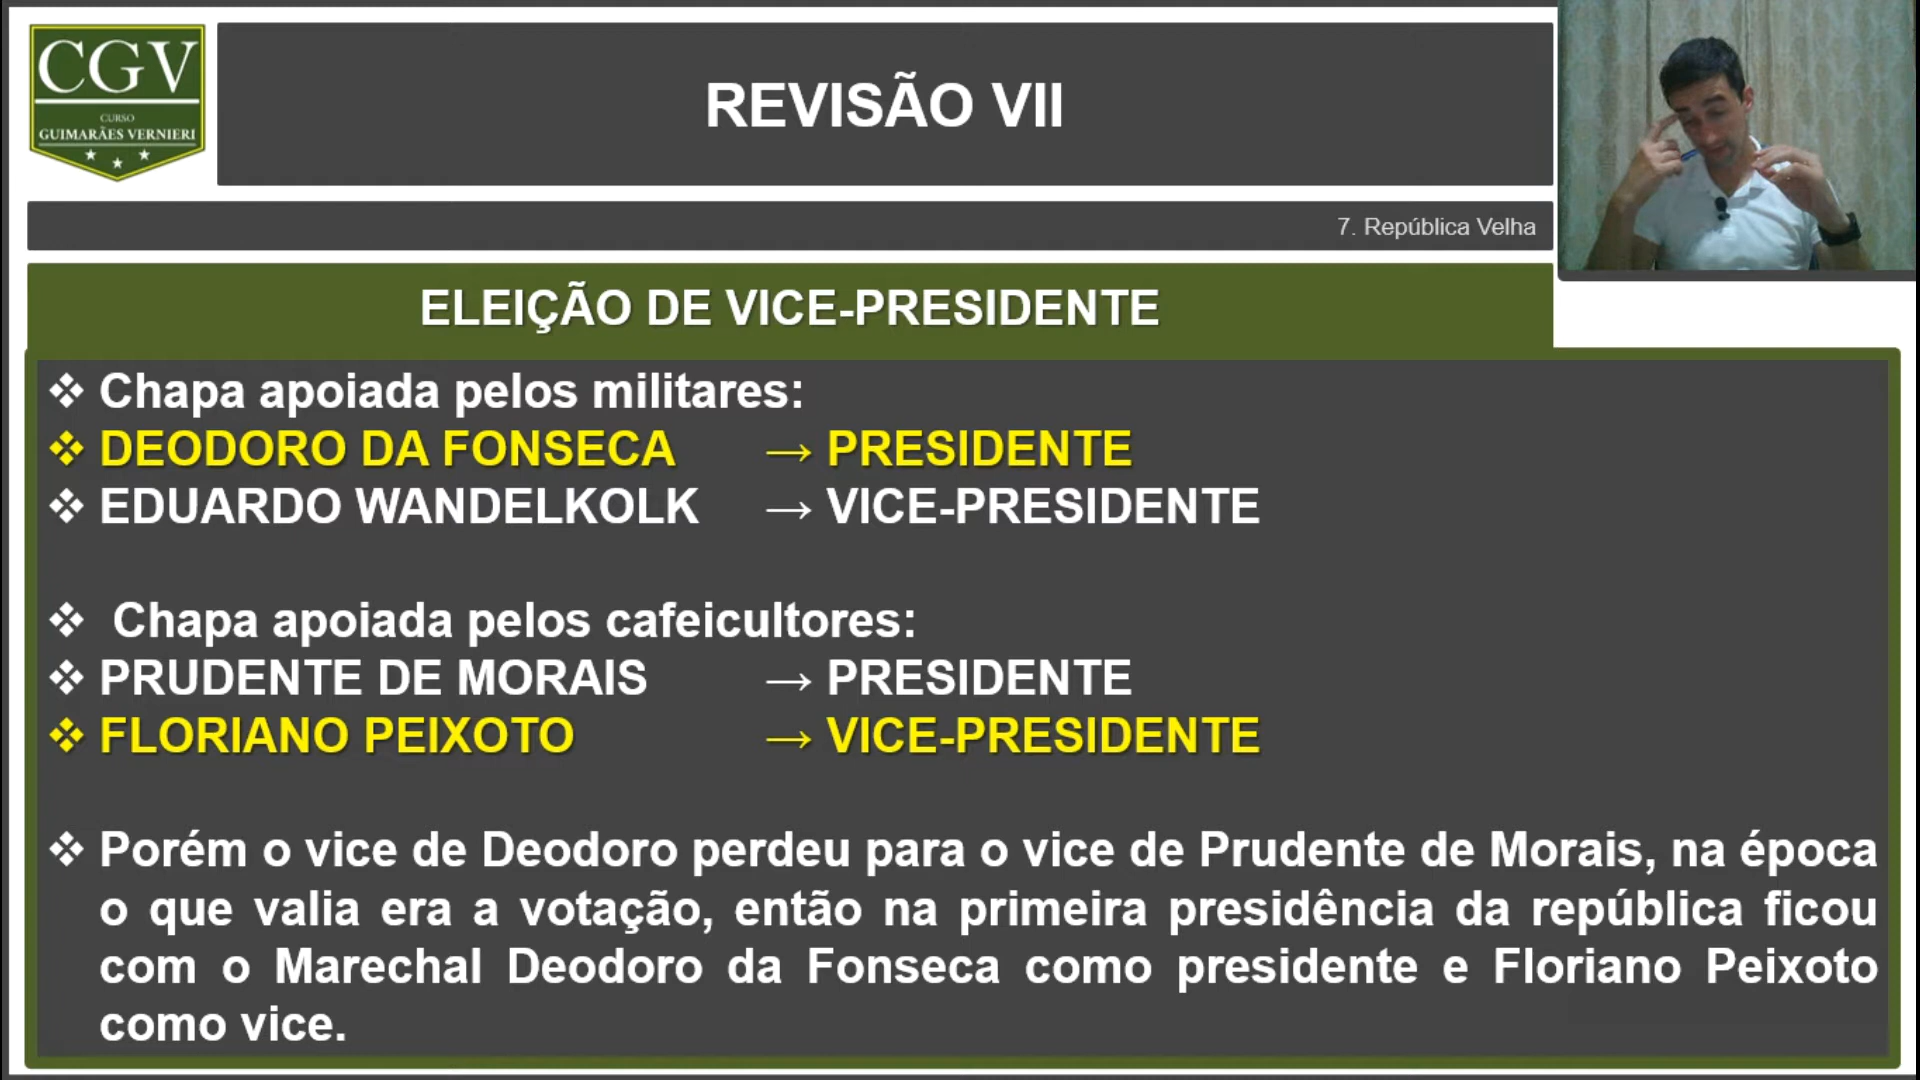 CGV
CURSO
GUIMARÃES VERNIERI
REVISÃO VII
7. República Velha
ELEIÇÃO DE VICE-PRESIDENTE
❖ Chapa apoiada pelos militares:
❖ DEODORO DA FONSECA → PRESIDENTE
❖ EDUARDO WANDELKOLK → VICE-PRESIDENTE
❖ Chapa apoiada pelos cafeicultores:
❖ PRUDENTE DE MORAIS → PRESIDENTE
❖ FLORIANO PEIXOTO → VICE-PRESIDENTE
❖ Porém o vice de Deodoro perdeu para o vice de Prudente de Morais, na época
o que valia era a votação, então na primeira presidência da república ficou
com o Marechal Deodoro da Fonseca como presidente e Floriano Peixoto
como vice.